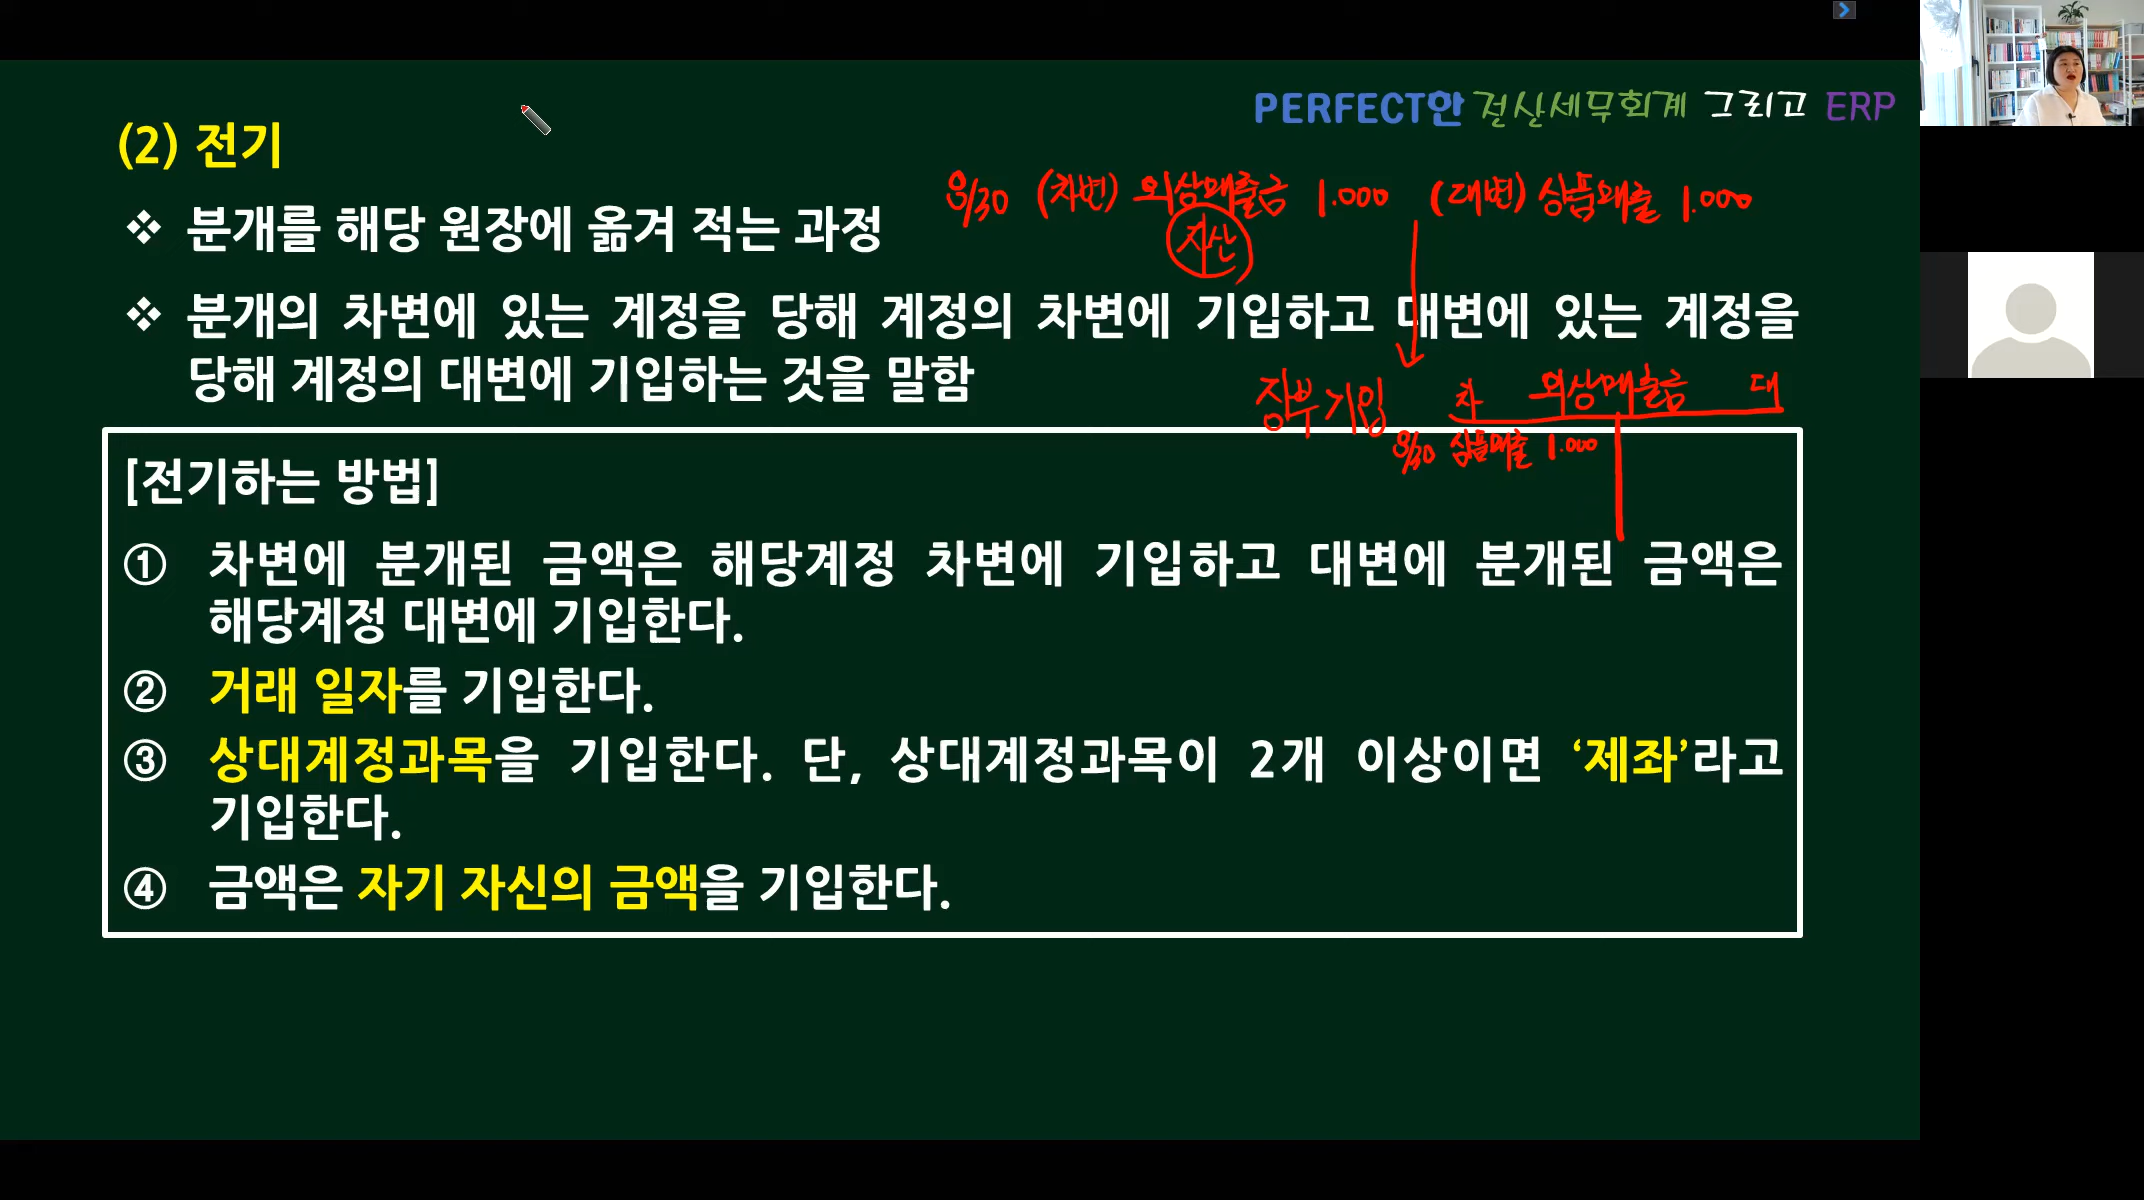 PERFECT한 전산세무회계 그리고 ERP
(2) 전기
8/30 (차변) 외상매출금 1.000 (대변) 상품매출 1.000
자산
❖ 분개를 해당 원장에 옮겨 적는 과정
❖ 분개의 차변에 있는 계정을 당해 계정의 차변에 기입하고 대변에 있는 계정을
당해 계정의 대변에 기입하는 것을 말함
장부기입
차 외상매출금 대
8/30 상품매출 1.000
[전기하는 방법]
① 차변에 분개된 금액은 해당계정 차변에 기입하고 대변에 분개된 금액은
해당계정 대변에 기입한다.
② 거래 일자를 기입한다.
③ 상대계정과목을 기입한다. 단, 상대계정과목이 2개 이상이면 ‘제좌’라고
기입한다.
④ 금액은 자기 자신의 금액을 기입한다.